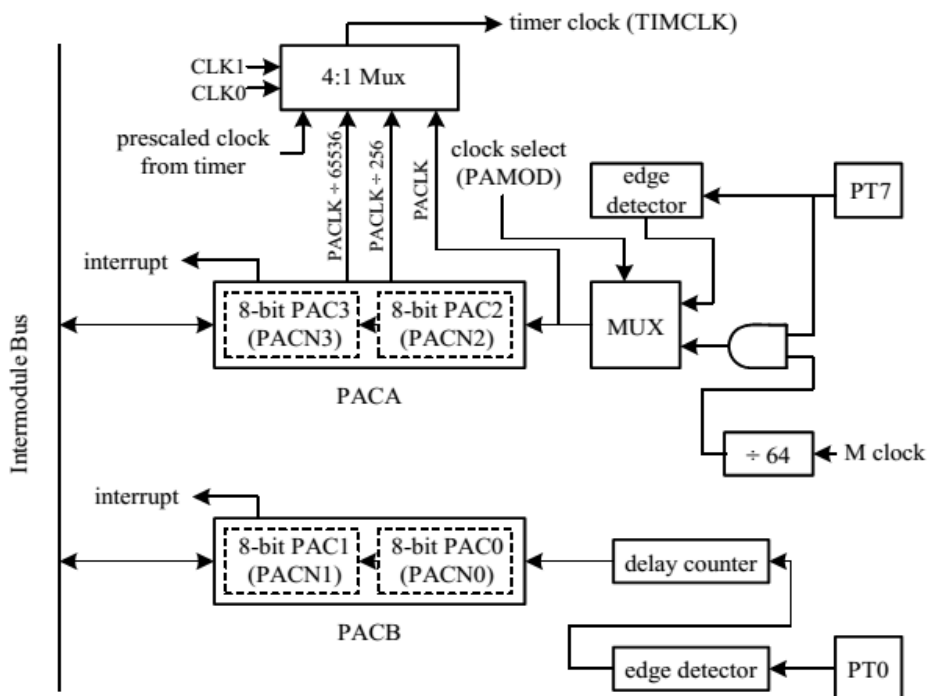 timer clock (TIMCLK)
CLK1
CLK0
4:1 Mux
prescaled clock
from timer
PACLK ÷ 65536
PACLK ÷ 256
PACLK
clock select
(PAMOD)
edge
detector
PT7
interrupt
8-bit PAC3
(PACN3)
8-bit PAC2
(PACN2)
MUX
PACA
÷ 64
M clock
Intermodule Bus
interrupt
8-bit PAC1
(PACN1)
8-bit PAC0
(PACN0)
delay counter
PACB
edge detector
PT0